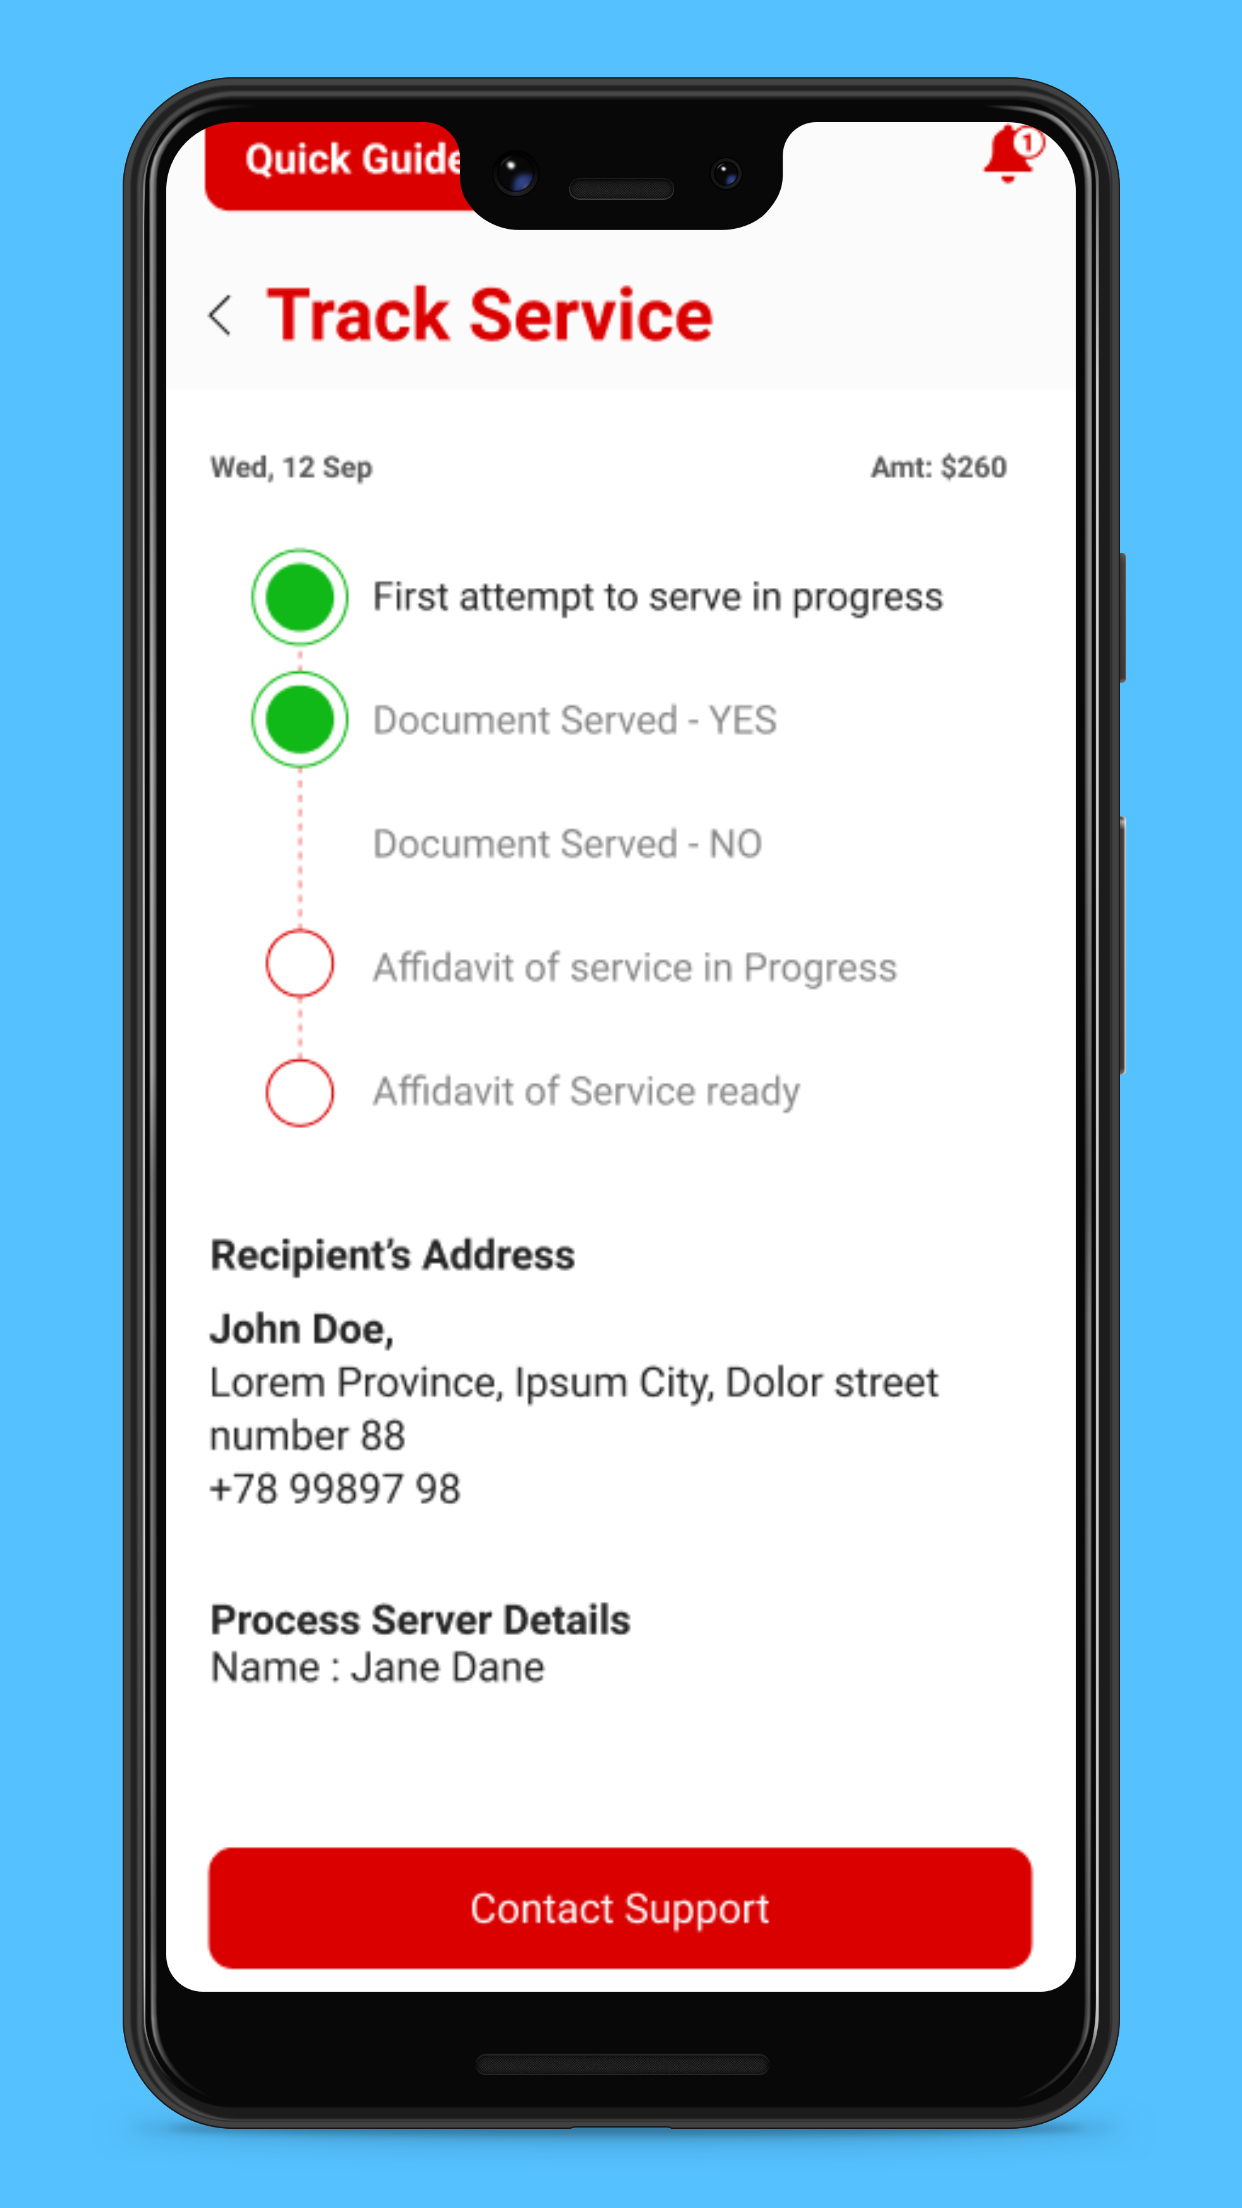 Quick Guide
1
Track Service
Wed, 12 Sep
Amt: $260
First attempt to serve in progress
Document Served - YES
Document Served - NO
Affidavit of service in Progress
Affidavit of Service ready
Recipient’s Address
John Doe,
Lorem Province, Ipsum City, Dolor street
number 88
+78 99897 98
Process Server Details
Name : Jane Dane
Contact Support